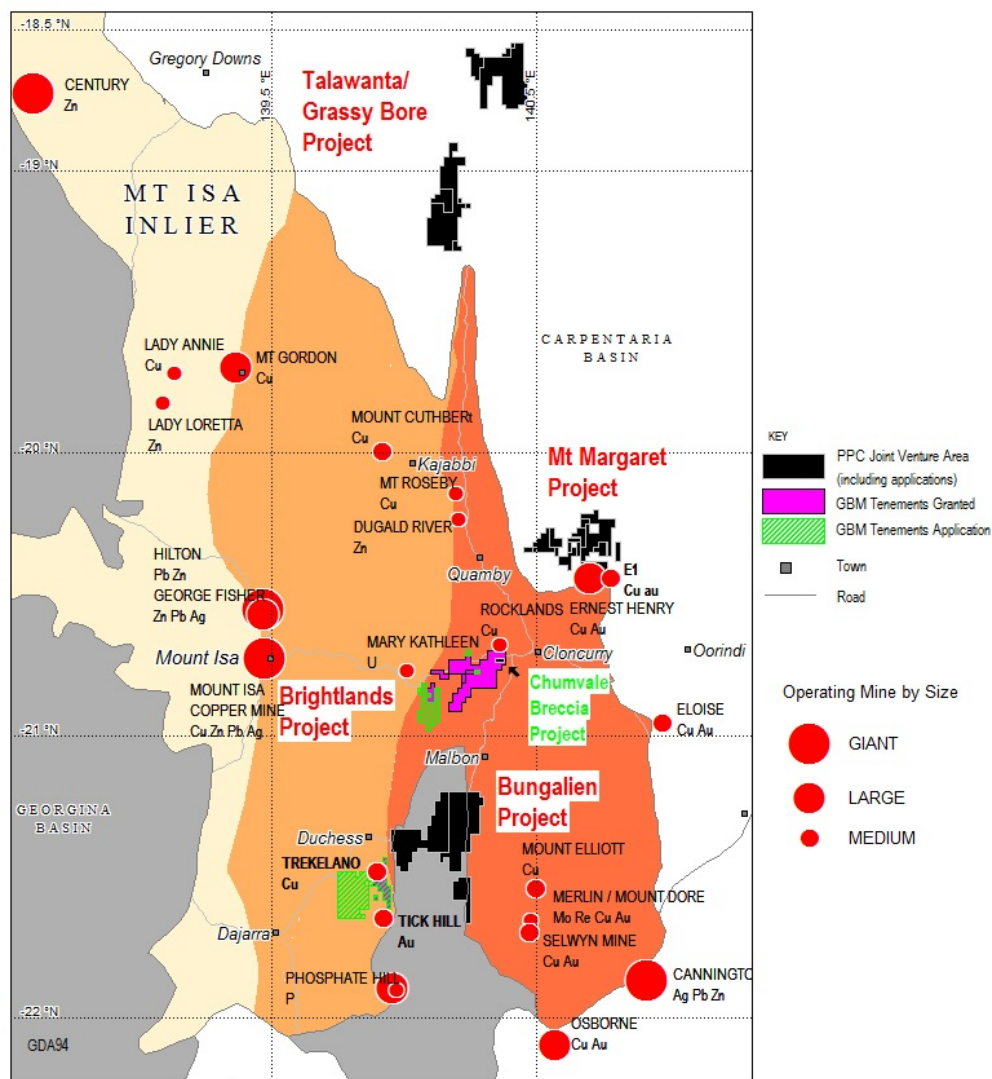 -18.5 °N
Gregory Downs
139.5 °E
140.5 °E
CENTURY
Zn
Talawanta/
Grassy Bore
Project
-19 °N
MT ISA
INLIER
CARPENTARIA
BASIN
LADY ANNIE
Cu
MT GORDON
Cu
LADY LORETTA
Zn
MOUNT CUTHBERt
Cu
-20 °N
Kajabbi
MT ROSEBY
Cu
DUGALD RIVER
Zn
Mt Margaret
Project
HILTON
Pb Zn
GEORGE FISHER
Zn Pb Ag
Quamby
E1
Cu au
ROCKLANDS
Cu
ERNEST HENRY
Cu Au
MARY KATHLEEN
U
Mount Isa
Cloncurry
Oorindi
MOUNT ISA
COPPER MINE
Cu Zn Pb Ag
Brightlands
Project
Chumvale
Breccia
Project
ELOISE
Cu Au
-21 °N
Malbon
GEORGINA
BASIN
Bungalien
Project
Duchess
TREKELANO
Cu
MOUNT ELLIOTT
Cu
MERLIN / MOUNT DORE
Mo Re Cu Au
TICK HILL
Au
SELWYN MINE
Cu Au
Dajarra
PHOSPHATE HILL
P
CANNINGTO
Ag Pb Zn
-22 °N
OSBORNE
Cu Au
GDA94
KEY
PPC Joint Venture Area
(including applications)
GBM Tenements Granted
GBM Tenements Application
Town
Road
Operating Mine by Size
GIANT
LARGE
MEDIUM